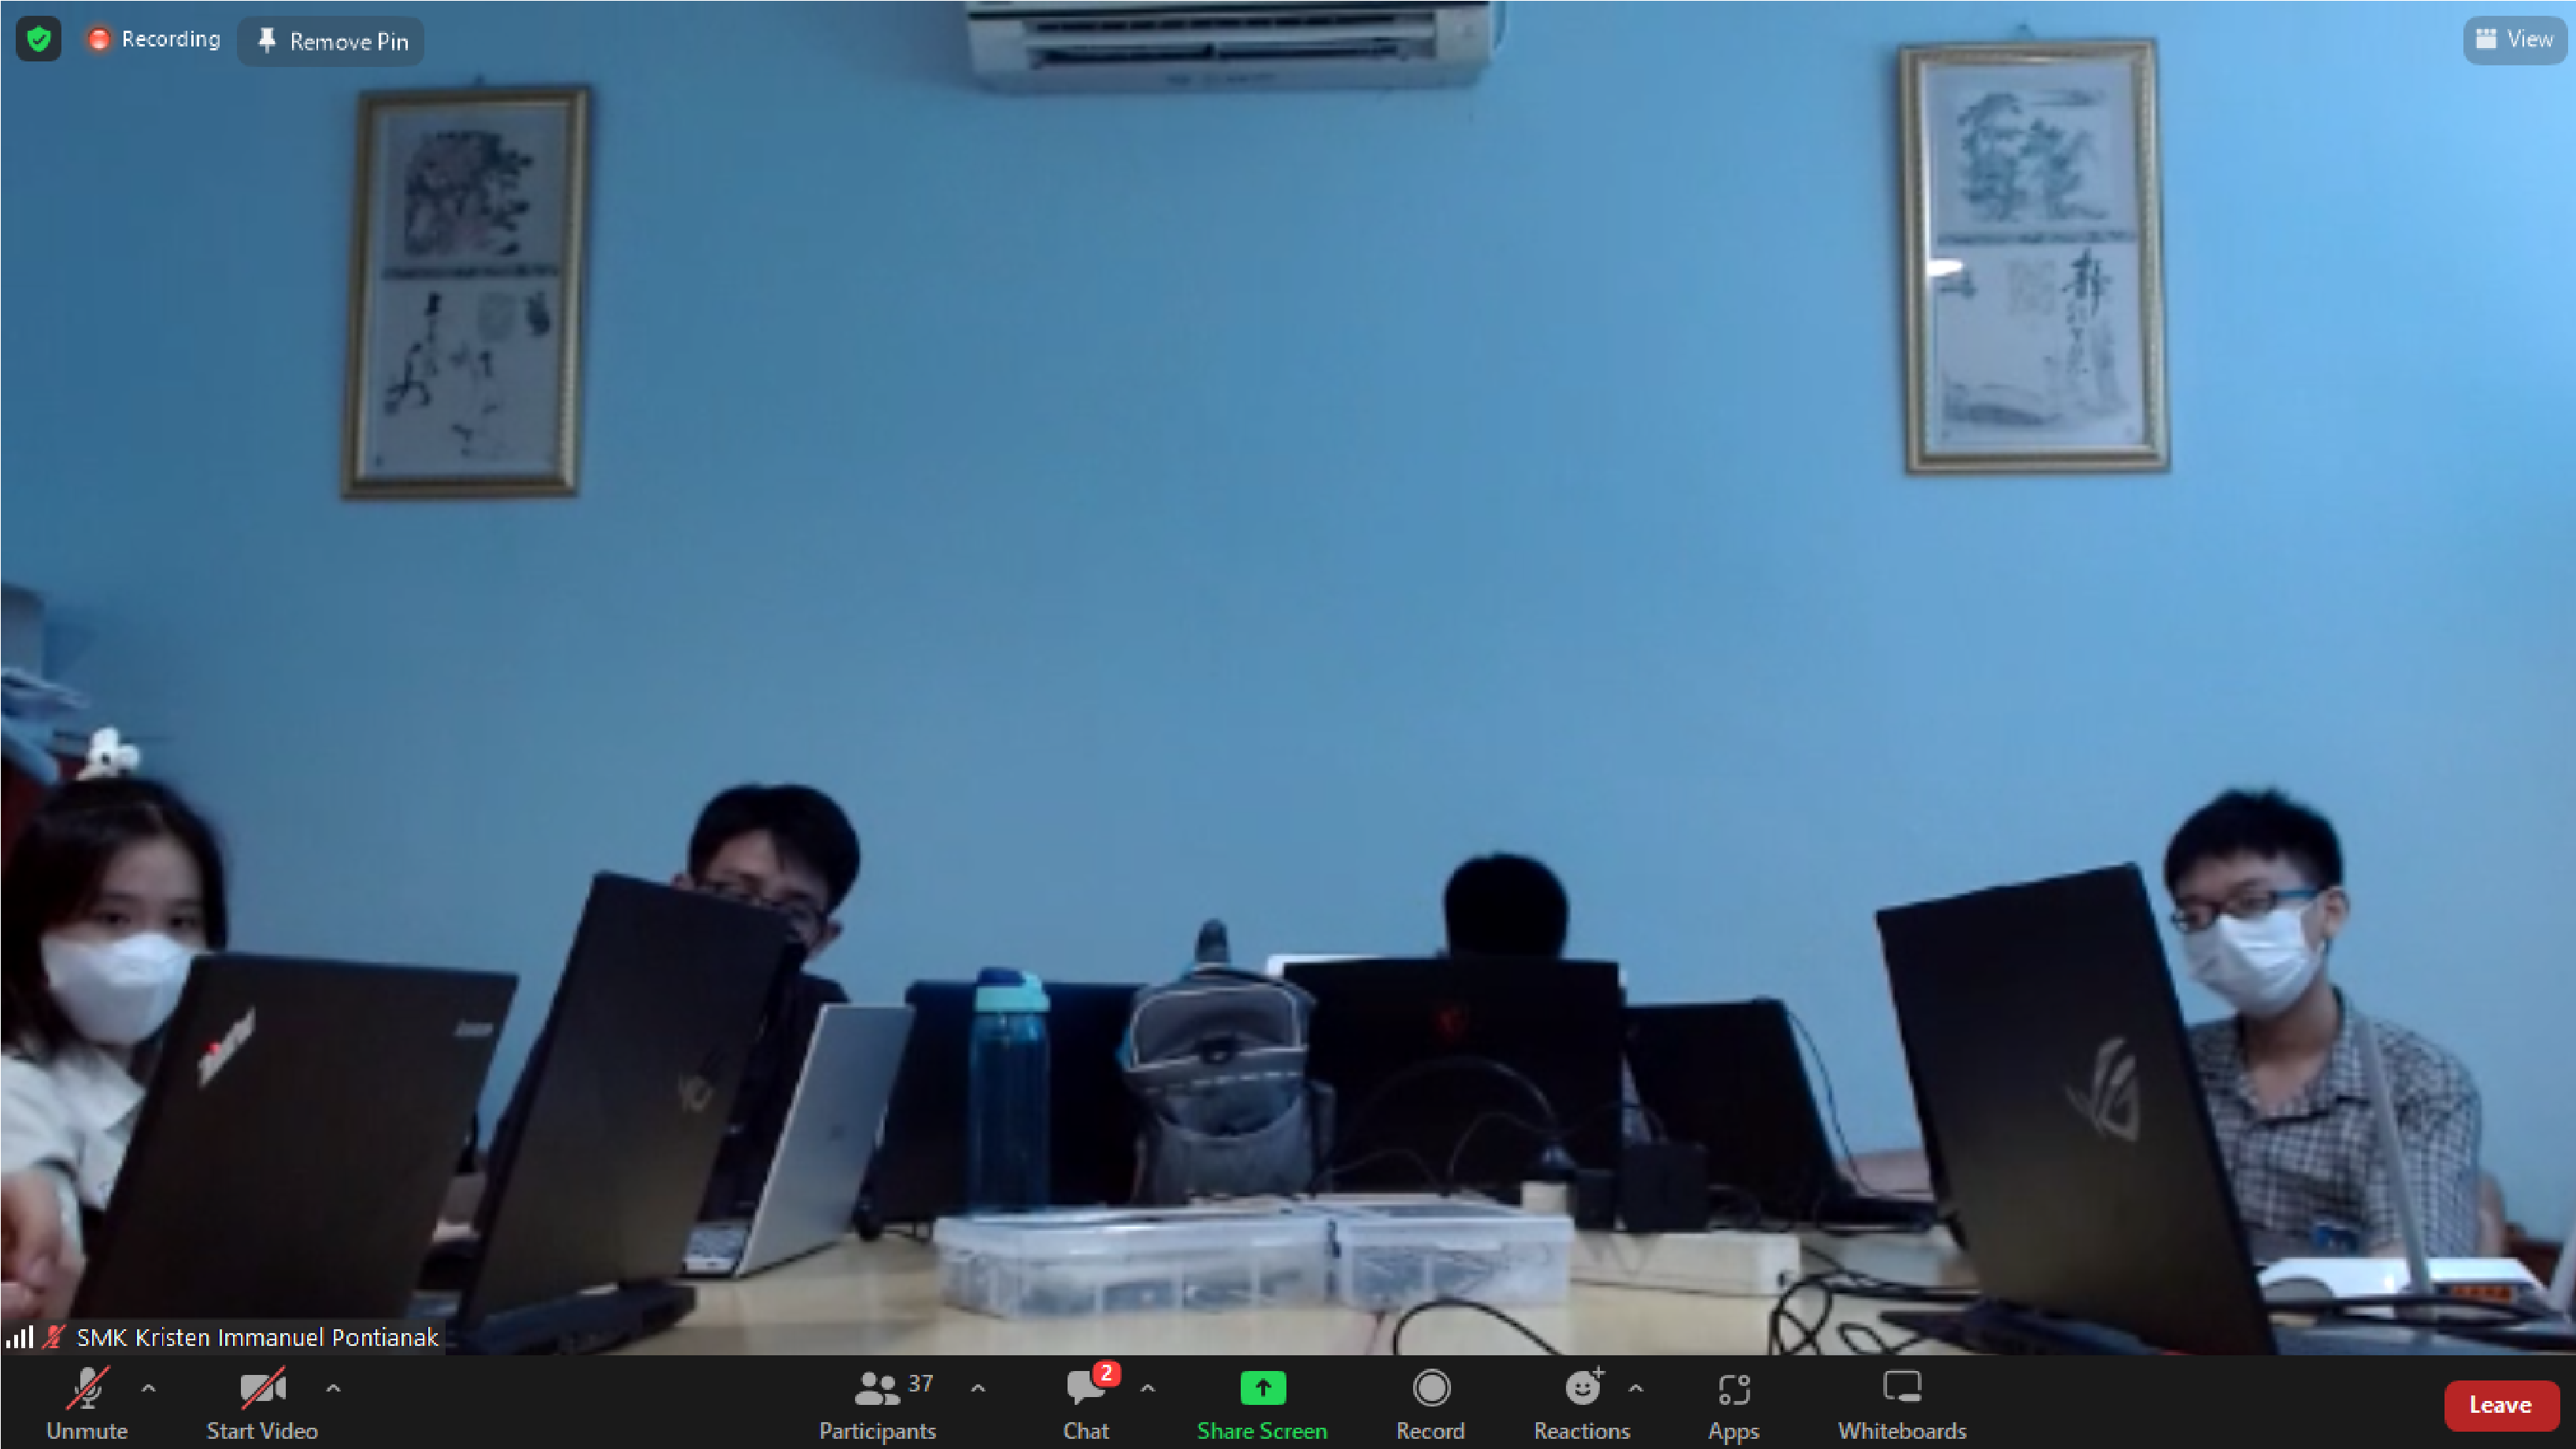 Recording
Remove Pin
View
SMK Kristen Immanuel Pontianak
Unmute
Start Video
37
Participants
2
Chat
Share Screen
Record
Reactions
Apps
Whiteboards
Leave